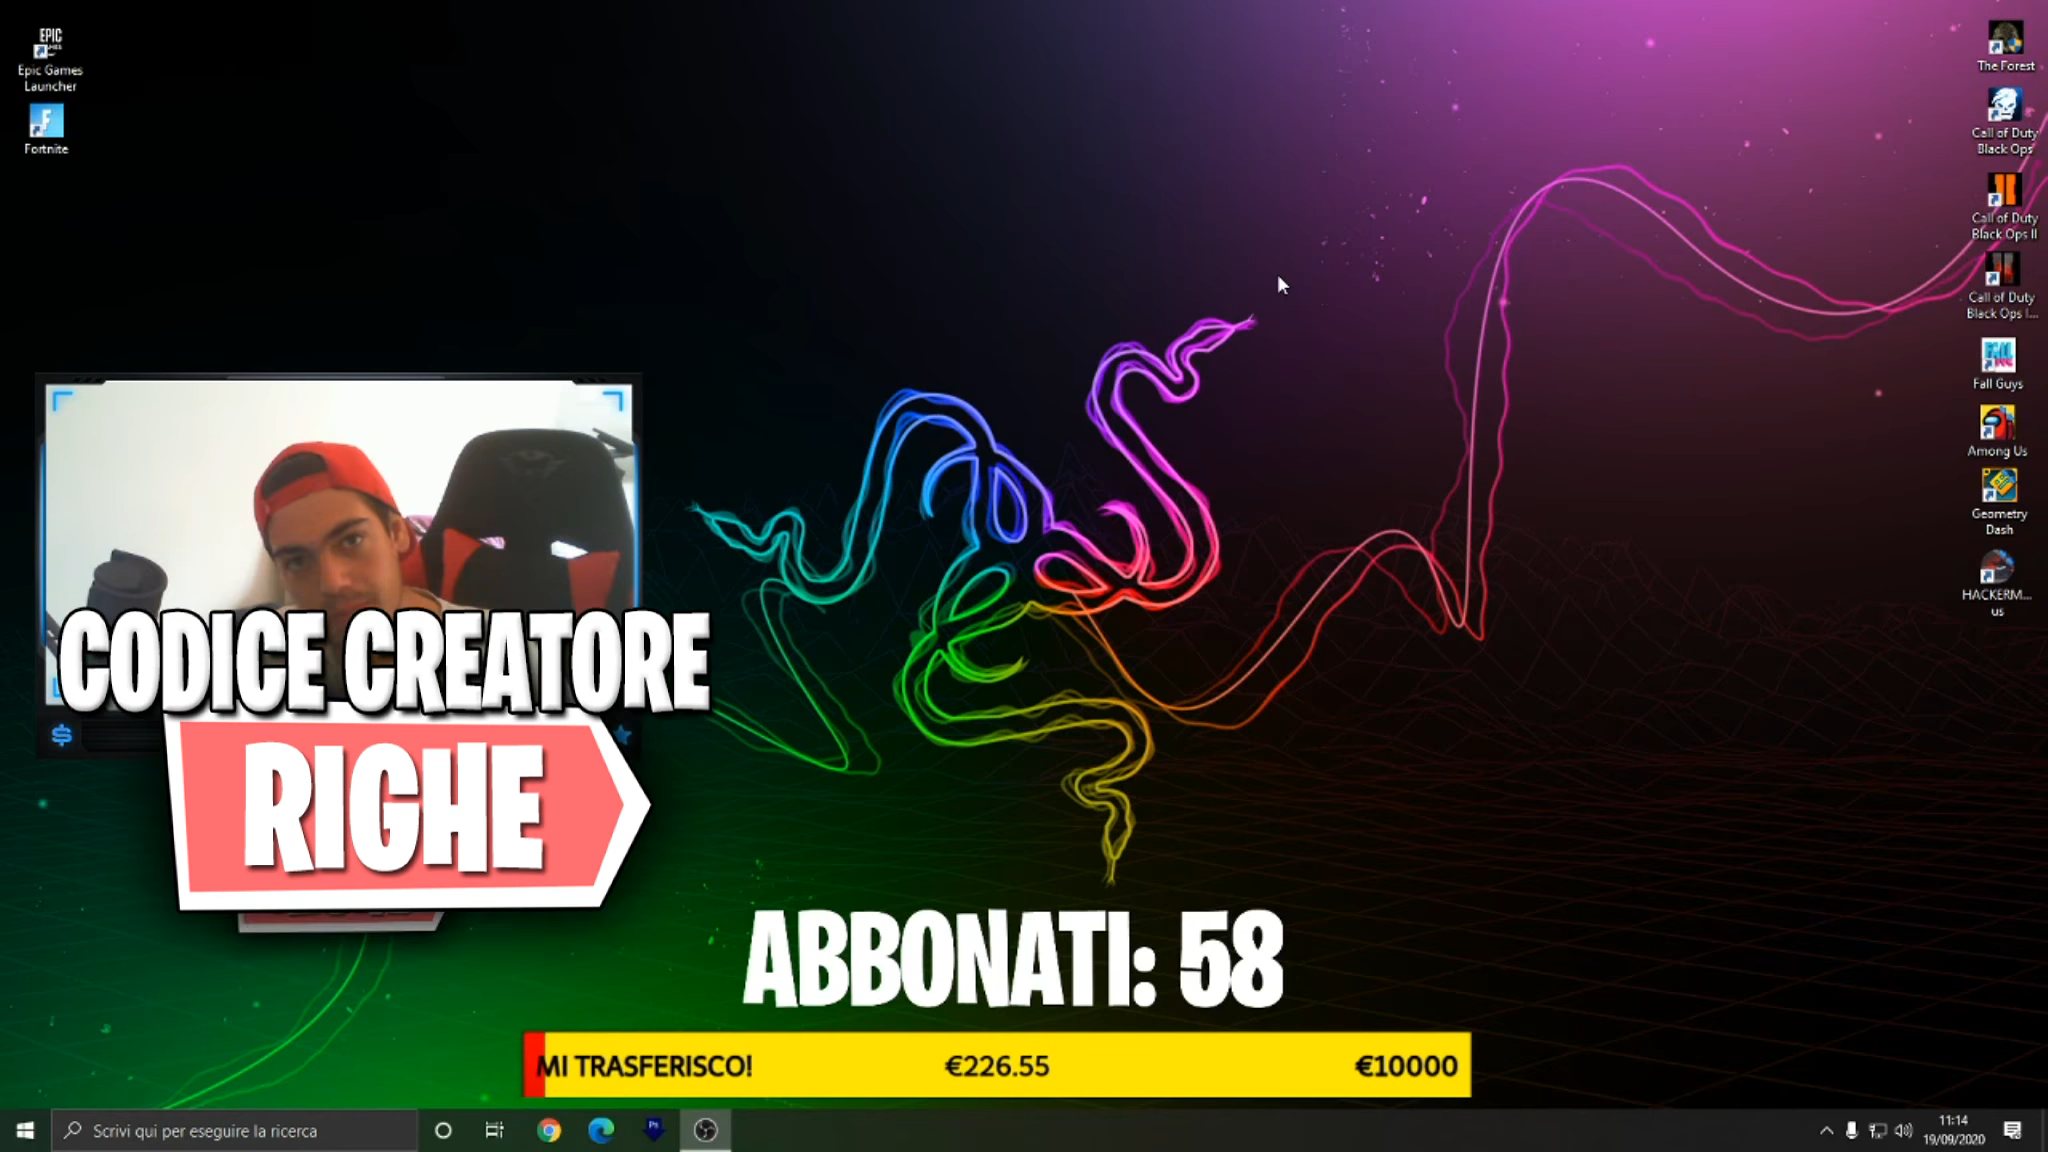 EPIC
Epic Games
Launcher
Fortnite
The Forest
Call of Duty
Black Ops
Call of Duty
Black Ops II
Call of Duty
Black Ops I...
FALL
Fall Guys
Among Us
Geometry
Dash
HACKERM...
us
CODICE CREATORE
RIGHE
ABBONATI: 58
MI TRASFERISCO! €226.55 €10000
Scrivi qui per eseguire la ricerca
Ps
11:14
19/09/2020